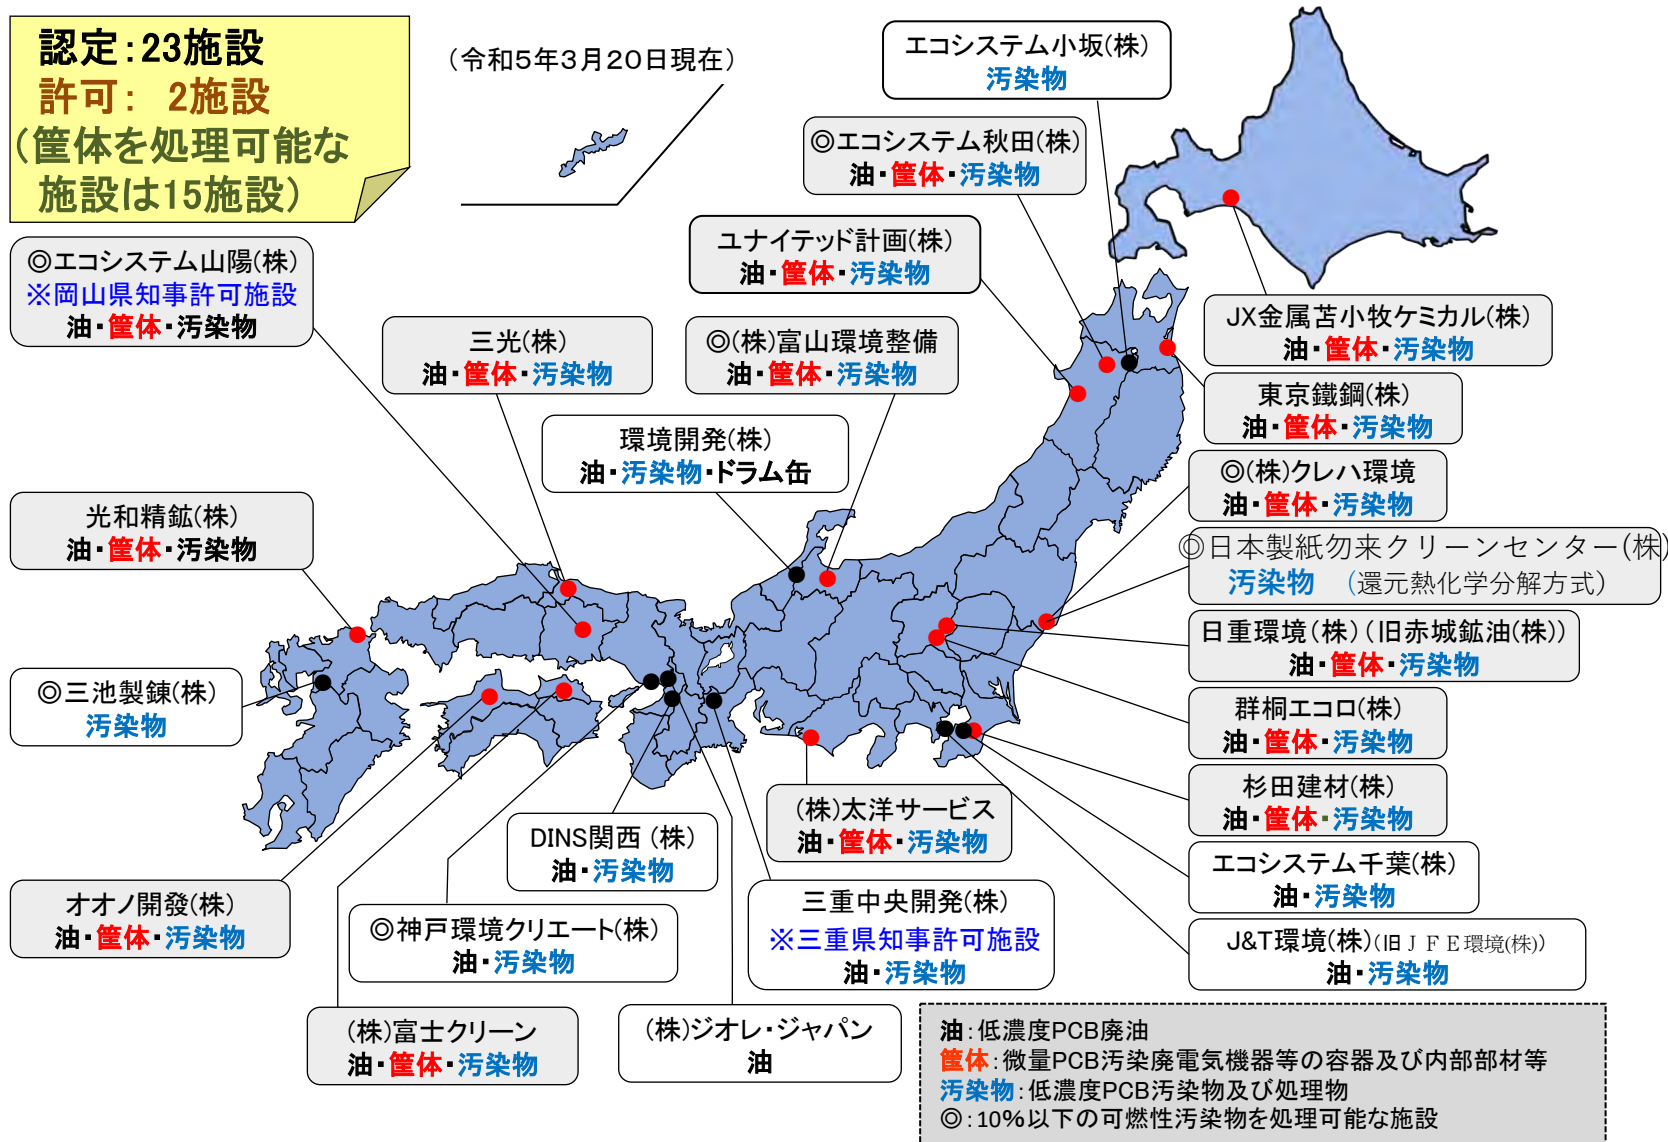 認定：23施設
許可： 2施設
(筐体を処理可能な
施設は15施設）
（令和5年3月20日現在）
エコシステム小坂(株)
汚染物
◎エコシステム秋田(株)
油・筐体・汚染物
ユナイテッド計画(株)
油・筐体・汚染物
◎エコシステム山陽(株)
※岡山県知事許可施設
油・筐体・汚染物
三光(株)
油・筐体・汚染物
◎(株)富山環境整備
油・筐体・汚染物
JX金属苫小牧ケミカル(株)
油・筐体・汚染物
東京鐵鋼(株)
油・筐体・汚染物
環境開発(株)
油・汚染物・ドラム缶
◎(株)クレハ環境
油・筐体・汚染物
光和精鉱(株)
油・筐体・汚染物
◎日本製紙勿来クリーンセンター(株)
汚染物 （還元熱化学分解方式）
日重環境(株)（旧赤城鉱油(株)）
油・筐体・汚染物
◎三池製錬(株)
汚染物
群桐エコロ(株)
油・筐体・汚染物
杉田建材(株)
油・筐体・汚染物
(株)太洋サービス
油・筐体・汚染物
DINS関西 (株)
油・汚染物
エコシステム千葉(株)
油・汚染物
オオノ開發(株)
油・筐体・汚染物
◎神戸環境クリエート(株)
油・汚染物
三重中央開発(株)
※三重県知事許可施設
油・汚染物
J&T環境(株)(旧ＪＦＥ環境(株))
油・汚染物
(株)富士クリーン
油・筐体・汚染物
(株)ジオレ・ジャパン
油
油：低濃度PCB廃油
筐体：微量PCB汚染廃電気機器等の容器及び内部部材等
汚染物：低濃度PCB汚染物及び処理物
◎：10%以下の可燃性汚染物を処理可能な施設